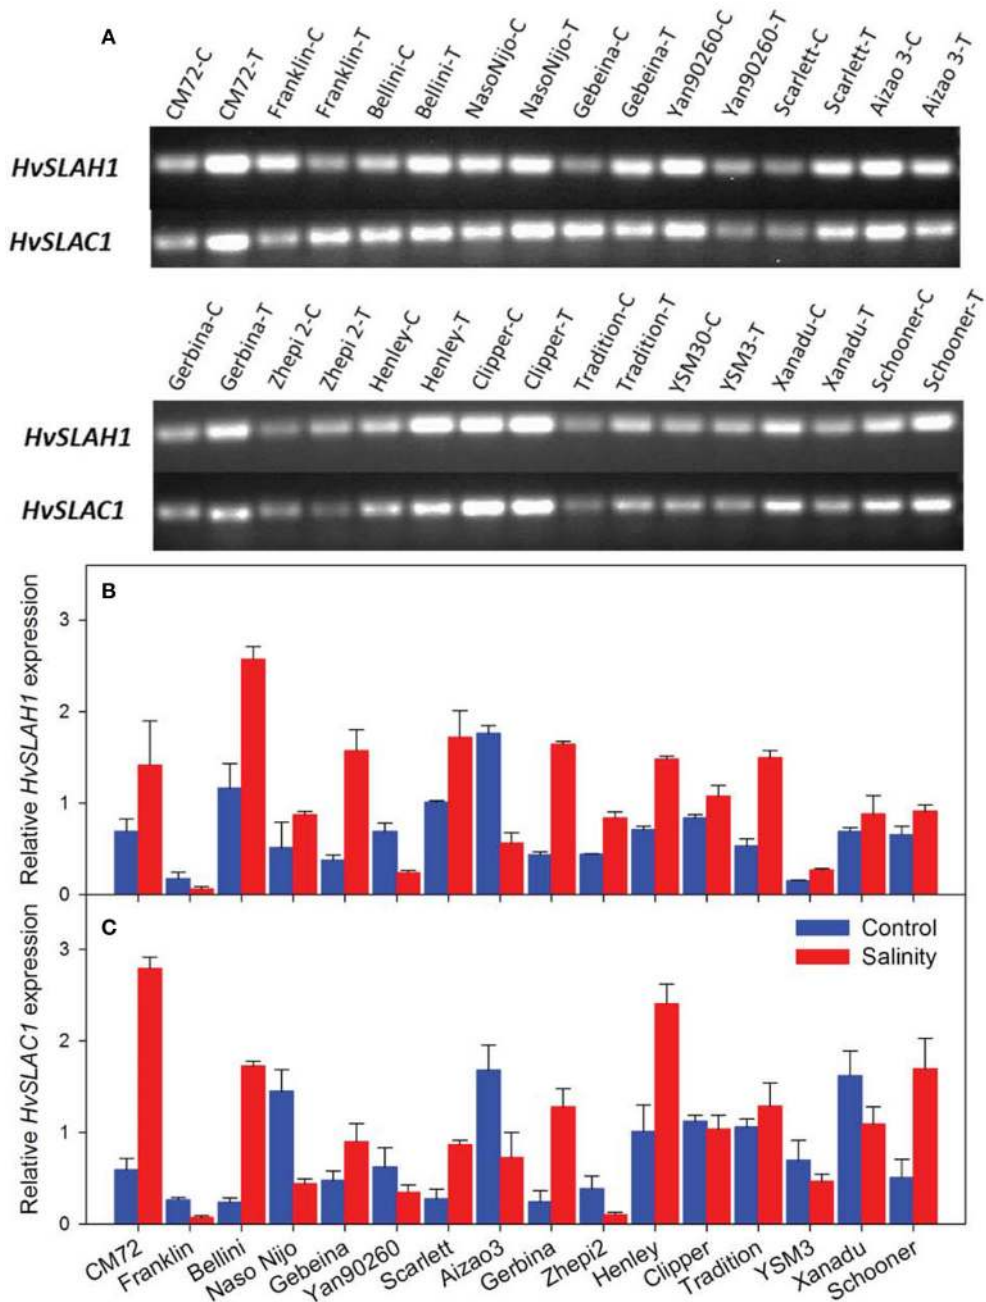 A
CM72-C
CM72-T
Franklin-C
Franklin-T
Bellini-C
Bellini-T
NasoNijo-C
NasoNijo-T
Gebeina-C
Gebeina-T
Yan90260-C
Yan90260-T
Scarlett-C
Scarlett-T
Aizao 3-C
Aizao 3-T
HvSLAH1
HvSLAC1
Gerbina-C
Gerbina-T
Zhepi 2-C
Zhepi 2-T
Henley-C
Henley-T
Clipper-C
Clipper-T
Tradition-C
Tradition-T
YSM30-C
YSM3-T
Xanadu-C
Xanadu-T
Schooner-C
Schooner-T
HvSLAH1
HvSLAC1
B
Relative HvSLAH1 expression
3
2
1
0
C
Control
Salinity
Relative HvSLAC1 expression
3
2
1
0
CM72
Franklin
Bellini
Naso Nijo
Gebeina
Yan90260
Scarlett
Aizao3
Gerbina
Zhepi2
Henley
Clipper
Tradition
YSM3
Xanadu
Schooner